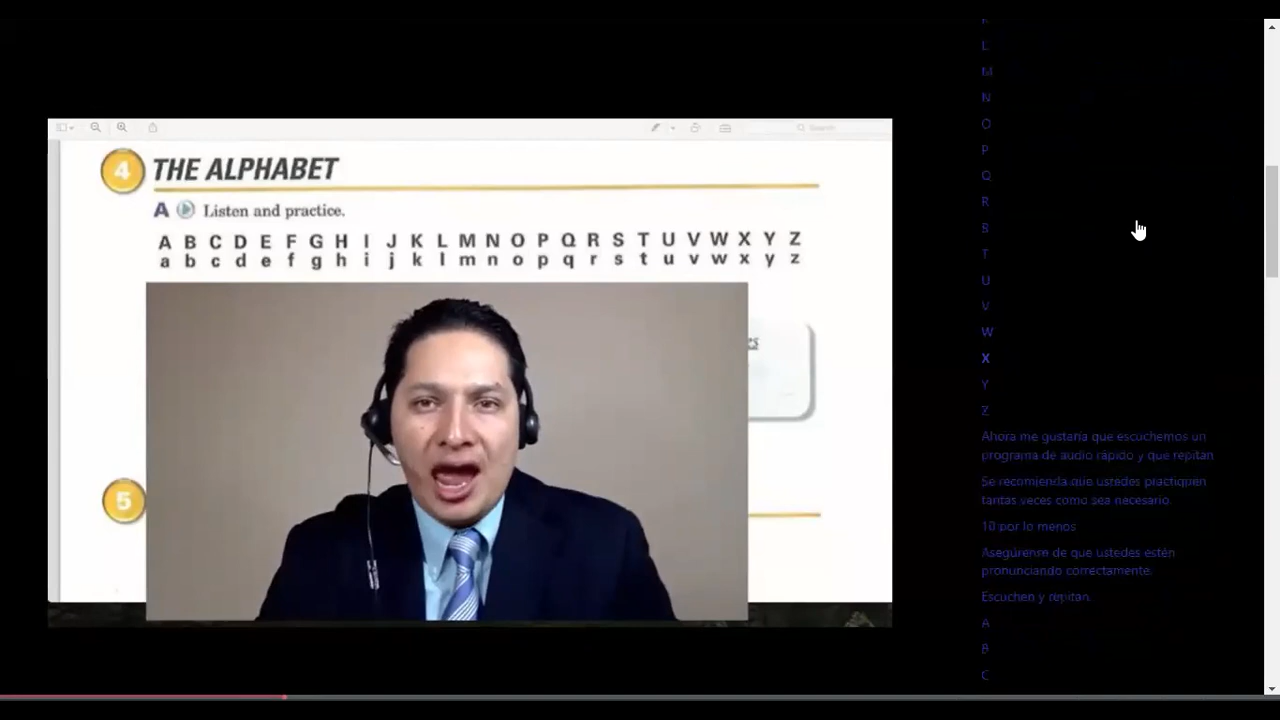 4 THE ALPHABET
A Listen and practice.
A B C D E F G H I J K L M N O P Q R S T U V W X Y Z
a b c d e f g h i j k l m n o p q r s t u v w x y z
5
Search
L
M
N
O
P
Q
R
S
T
U
V
W
X
Y
Z
Ahora me gustaría que escuchemos un
programa de audio rápido y que repitan
Se recomienda que ustedes practiquen
tantas veces como sea necesario.
10 por lo menos
Asegúrense de que ustedes estén
pronunciando correctamente.
Escuchen y repitan.
A
B
C